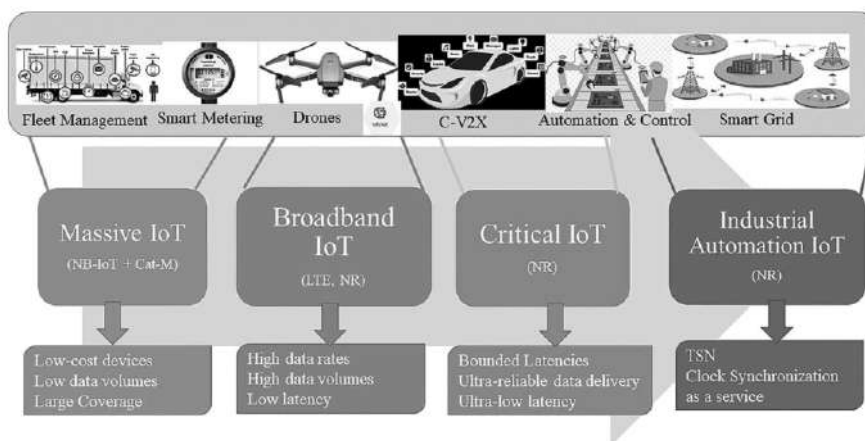 Fleet Management
Smart Metering
Drones
C-V2X
Automation & Control
Smart Grid
Massive IoT
(NB-IoT + Cat-M)
Broadband
IoT
(LTE, NR)
Critical IoT
(NR)
Industrial
Automation IoT
(NR)
Low-cost devices
Low data volumes
Large Coverage
High data rates
High data volumes
Low latency
Bounded Latencies
Ultra-reliable data delivery
Ultra-low latency
TSN
Clock Synchronization
as a service